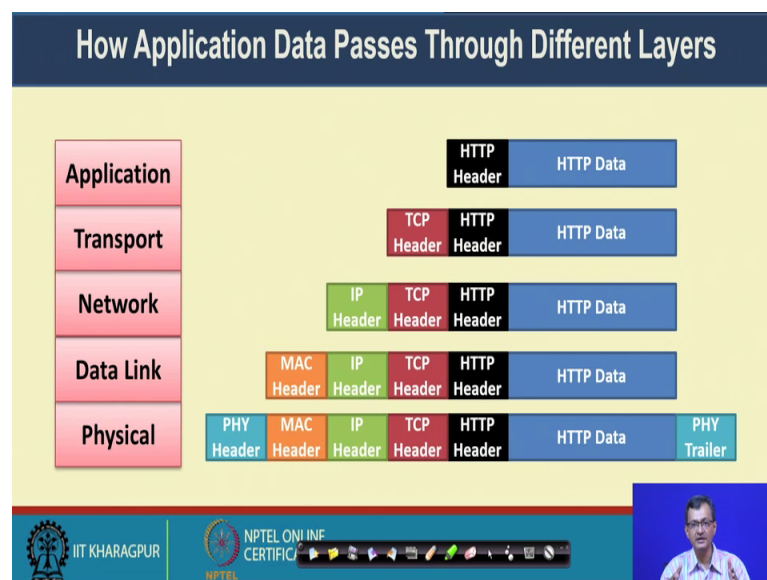 How Application Data Passes Through Different Layers
Application
HTTP
Header
HTTP Data
Transport
TCP
Header
HTTP
Header
HTTP Data
Network
IP
Header
TCP
Header
HTTP
Header
HTTP Data
Data Link
MAC
Header
IP
Header
TCP
Header
HTTP
Header
HTTP Data
Physical
PHY
Header
MAC
Header
IP
Header
TCP
Header
HTTP
Header
HTTP Data
PHY
Trailer
IIT KHARAGPUR
NPTEL ONLINE
CERTIFICA
NPTEL